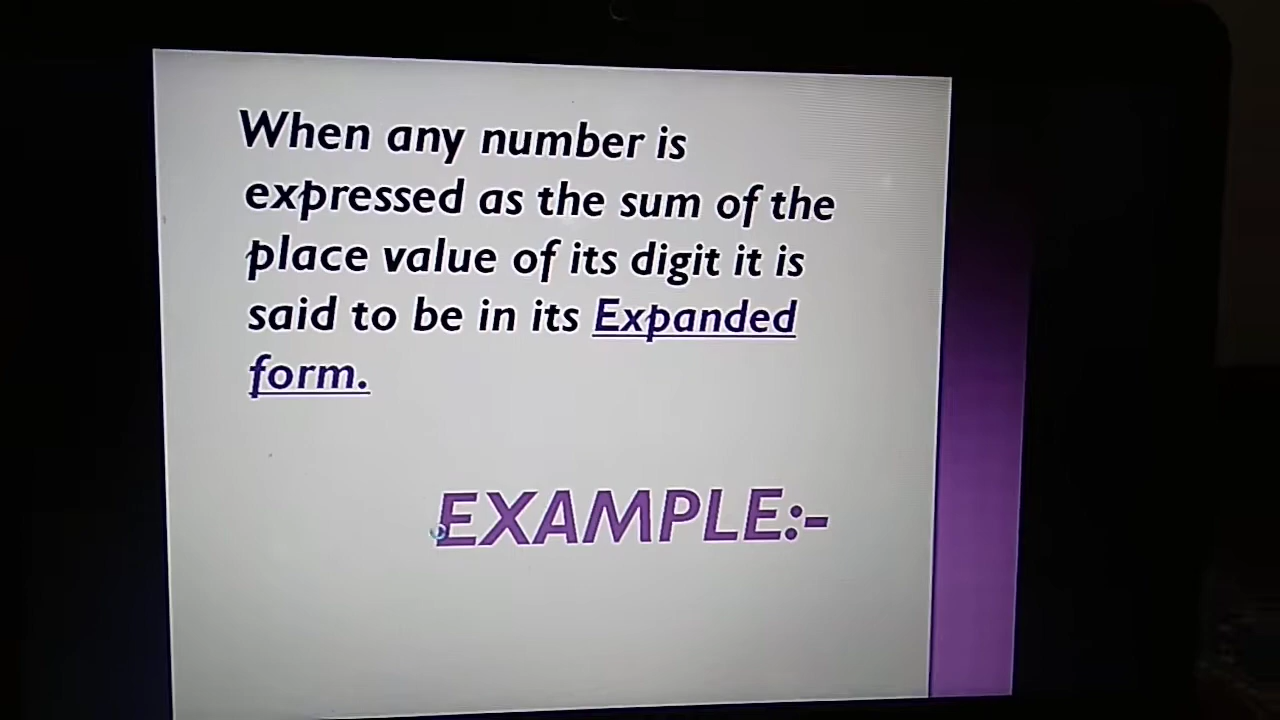 When any number is
expressed as the sum of the
place value of its digit it is
said to be in its Expanded
form.
EXAMPLE:-